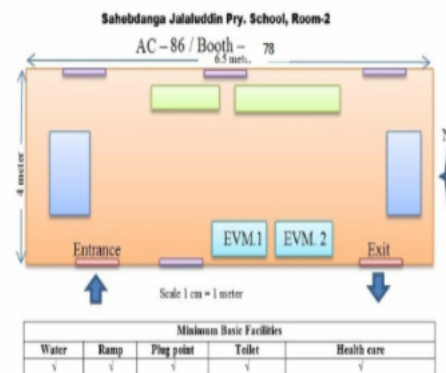 Sahebdanga Jalaluddin Pry. School, Room-2
AC – 86 / Booth – 78
6.5 mete.
4 meter
EVM.1 EVM. 2
Entrance Exit
Scale 1 cm = 1 meter
Minimum Basic Facilities
Water Ramp Plug point Toilet Health care
√ √ √ √ √